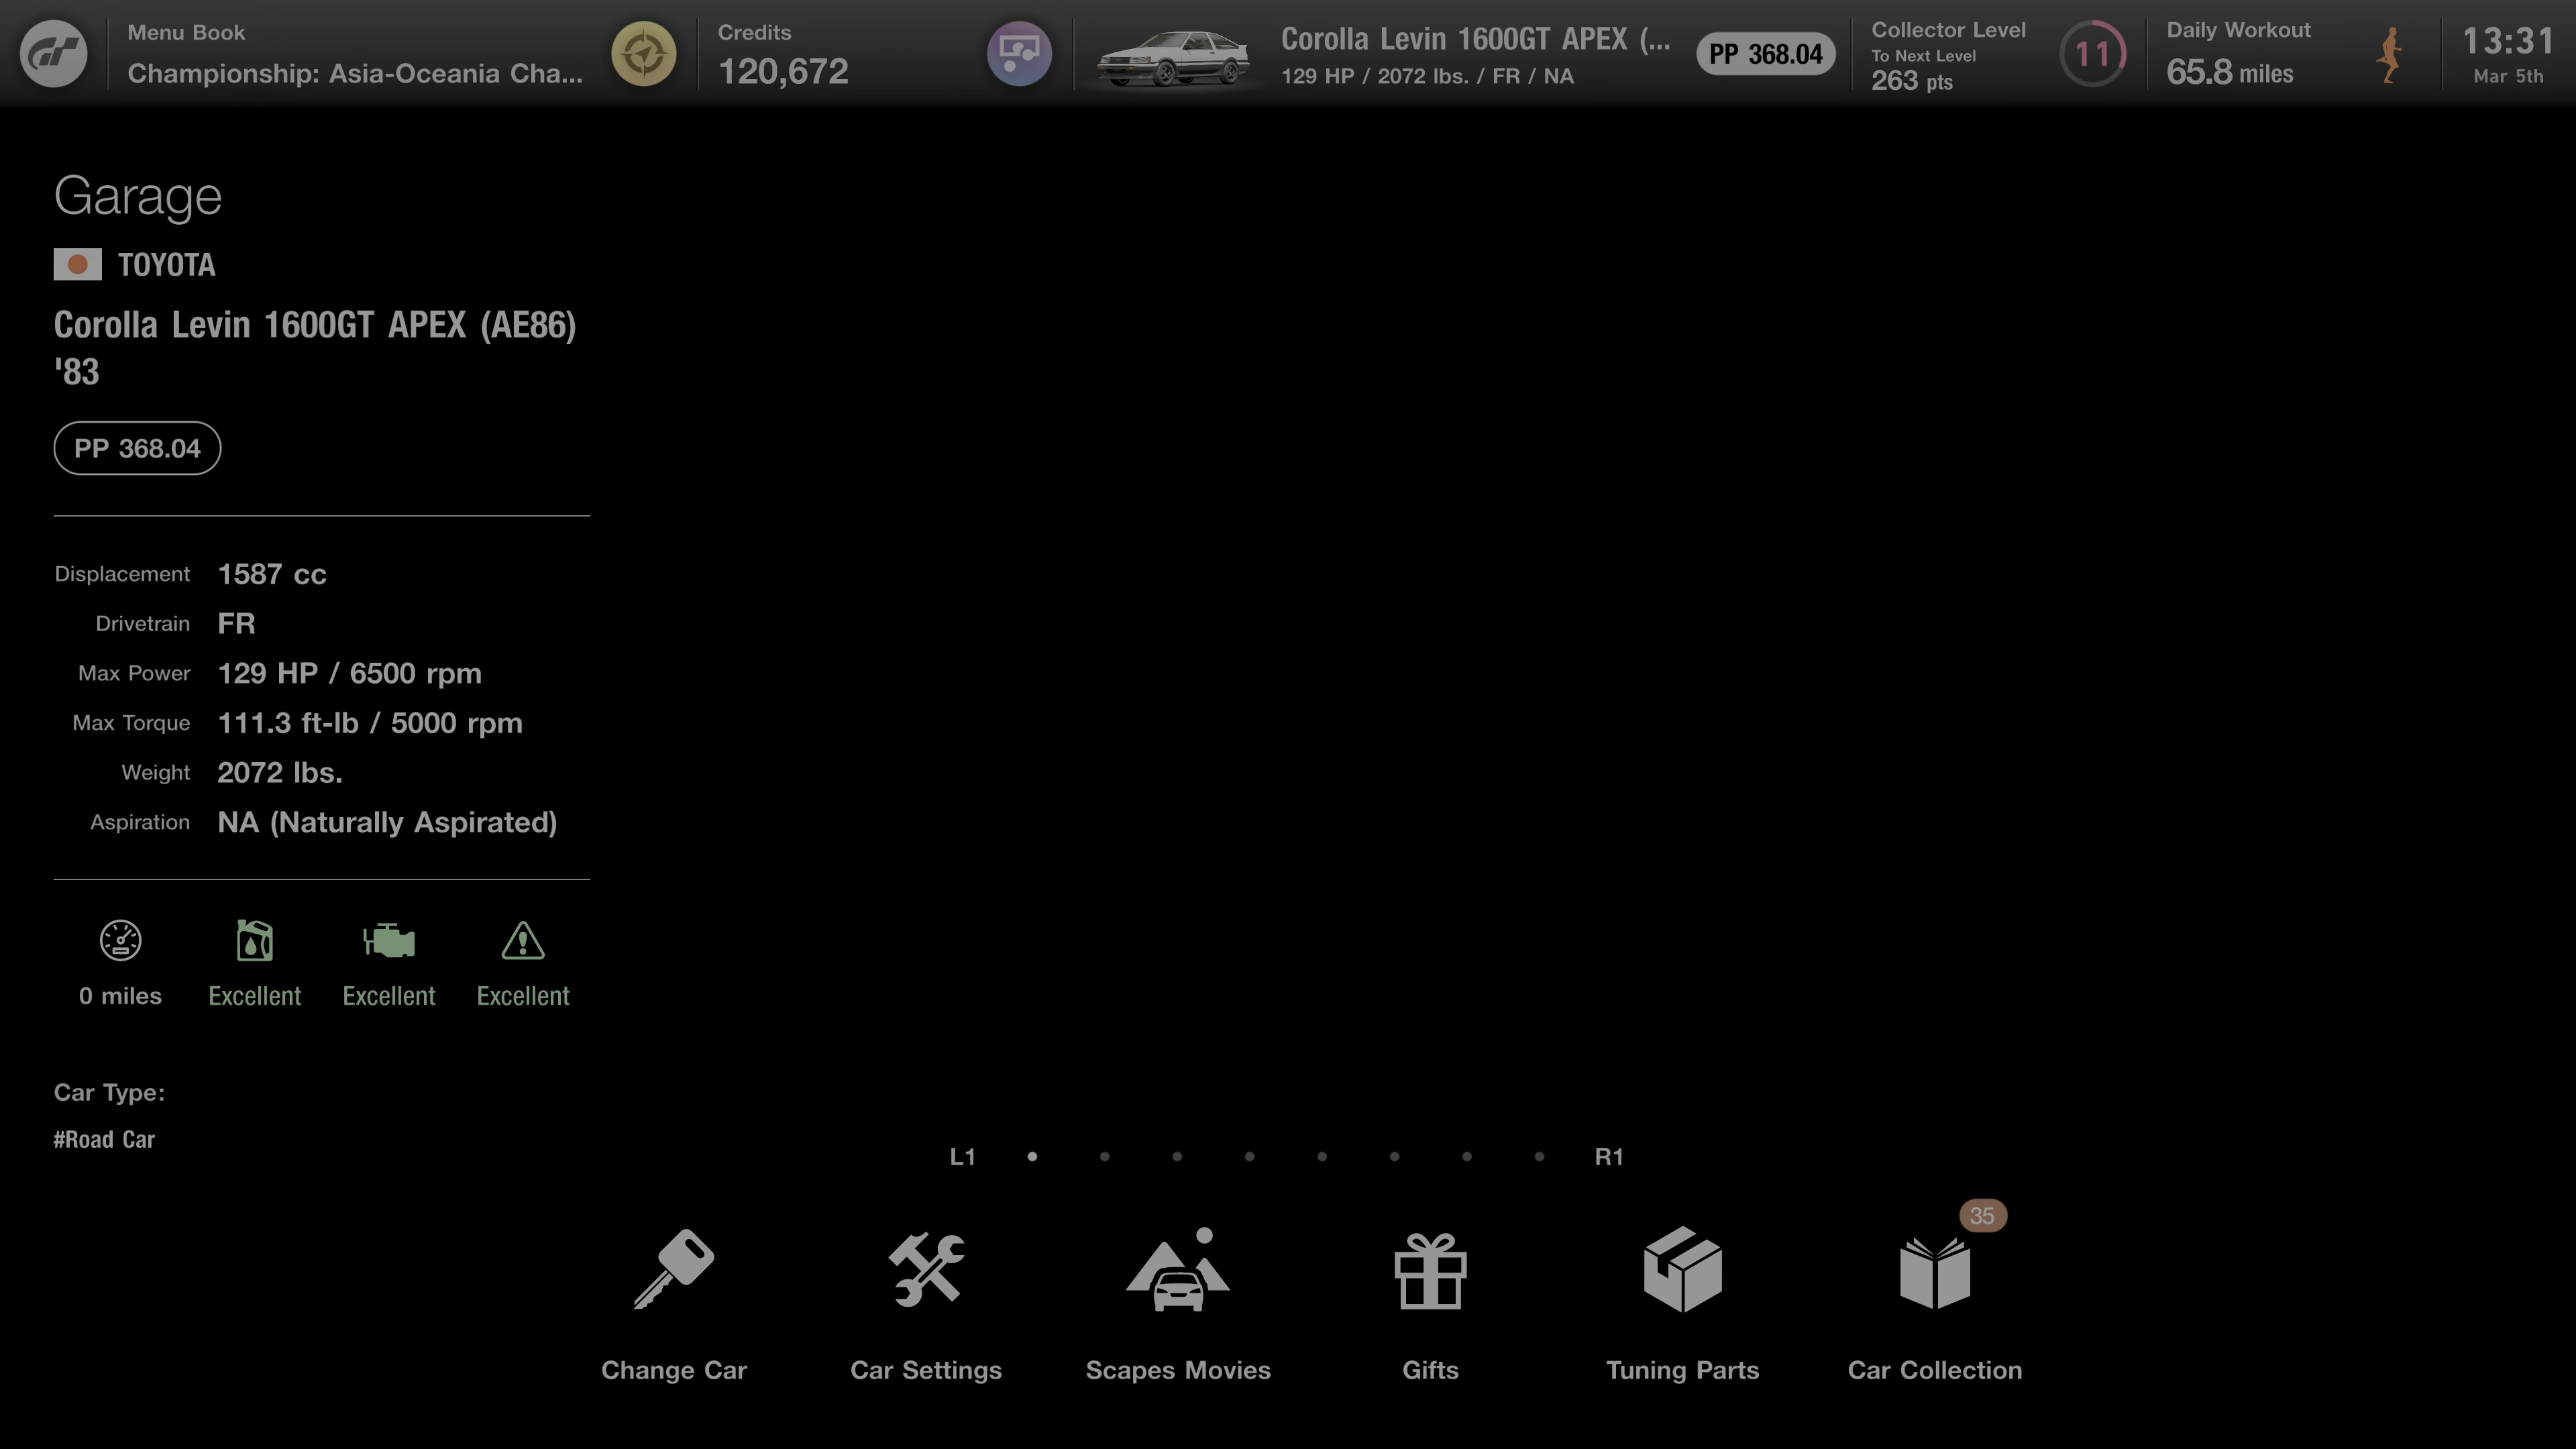 Menu Book
Championship: Asia-Oceania Cha...
Credits
120,672
Corolla Levin 1600GT APEX (...
129 HP / 2072 lbs. / FR / NA
PP 368.04
Collector Level
To Next Level
263 pts
11
Daily Workout
65.8 miles
13:31
Mar 5th
Garage
TOYOTA
Corolla Levin 1600GT APEX (AE86)
'83
PP 368.04
Displacement 1587 cc
Drivetrain FR
Max Power 129 HP / 6500 rpm
Max Torque 111.3 ft-lb / 5000 rpm
Weight 2072 lbs.
Aspiration NA (Naturally Aspirated)
0 miles Excellent Excellent Excellent
Car Type:
#Road Car
L1 R1
35
Change Car Car Settings Scapes Movies Gifts Tuning Parts Car Collection